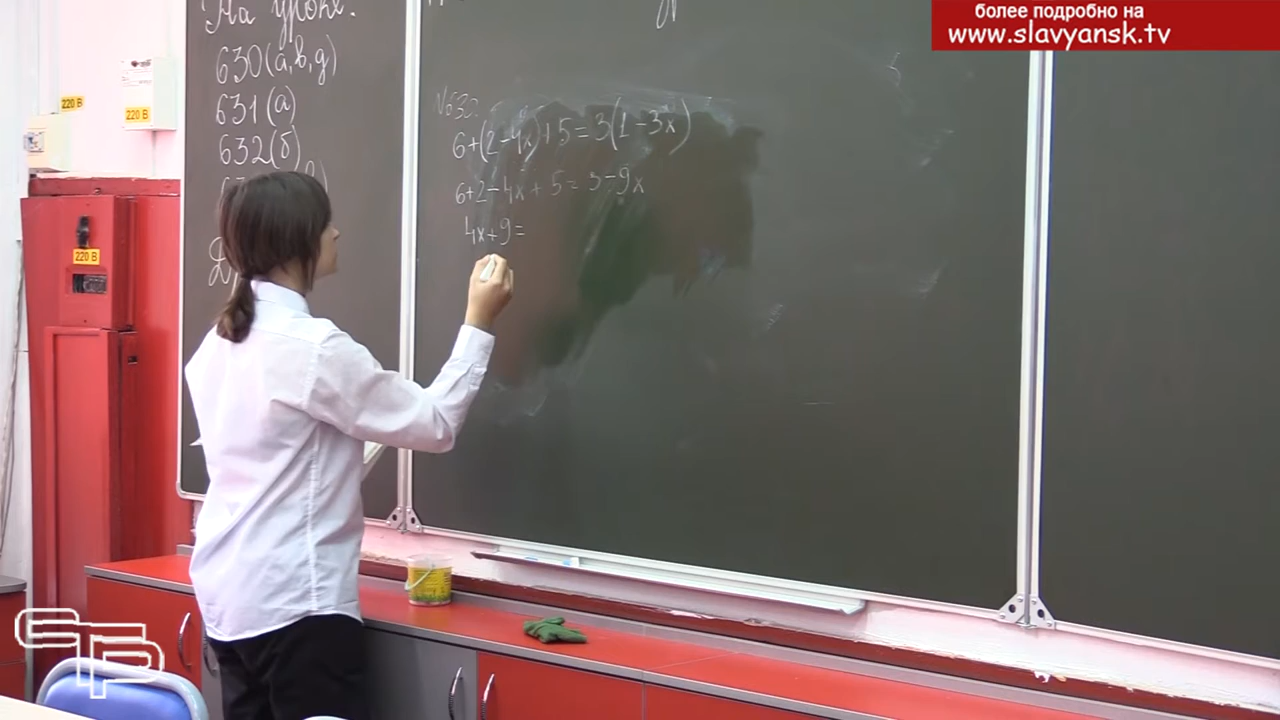 более подробно на
www.slavyansk.tv
На уроке:
630(а,в,д)
631(а)
632(б)
220 В
220 В
220 В
№632
6+(2-4x)+5=3(1-3x)
6+2-4x+5=3-9x
4x+9=
СТВ